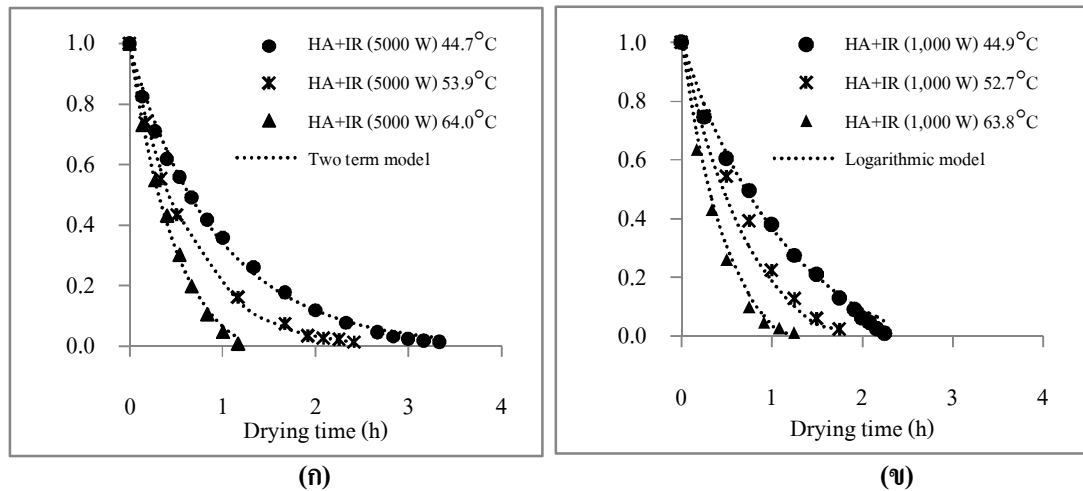 1.0
0.8
0.6
0.4
0.2
0.0
HA+IR (5000 W) 44.7°C
HA+IR (5000 W) 53.9°C
HA+IR (5000 W) 64.0°C
Two term model
0 1 2 3 4
Drying time (h)
(ก)
1.0
0.8
0.6
0.4
0.2
0.0
HA+IR (1,000 W) 44.9°C
HA+IR (1,000 W) 52.7°C
HA+IR (1,000 W) 63.8°C
Logarithmic model
0 1 2 3 4
Drying time (h)
(ข)